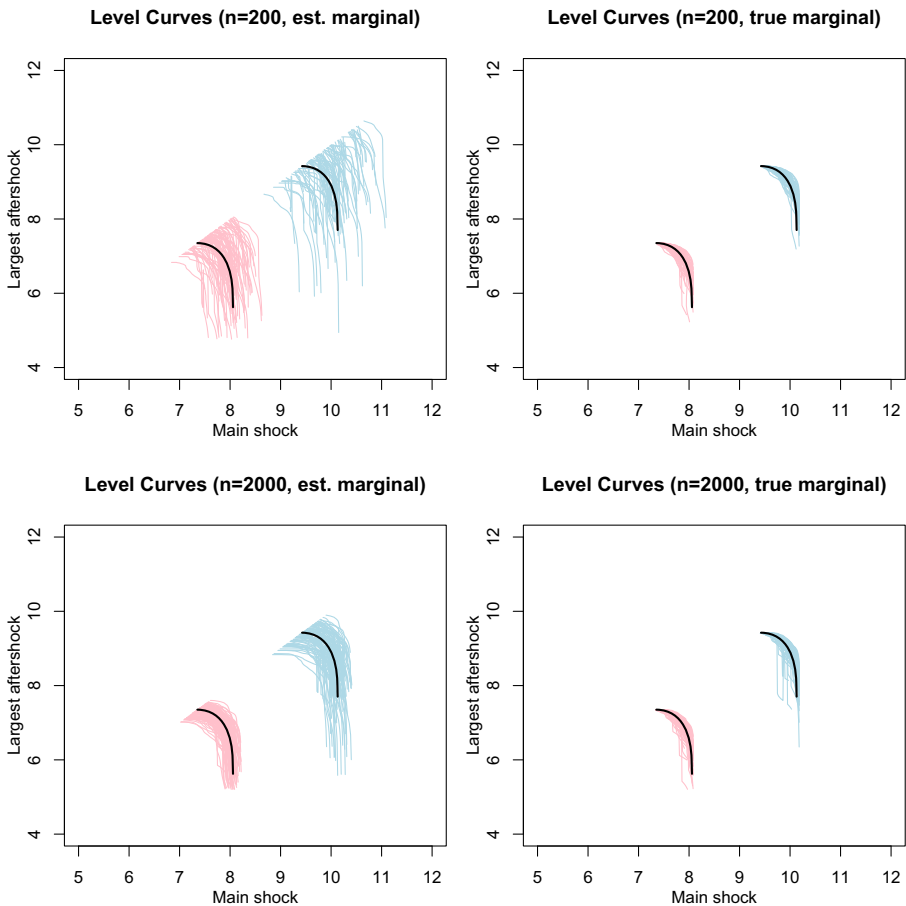 Level Curves (n=200, est. marginal)
Largest aftershock
12
10
8
6
4
5 6 7 8 9 10 11 12
Main shock
Level Curves (n=200, true marginal)
Largest aftershock
12
10
8
6
4
5 6 7 8 9 10 11 12
Main shock
Level Curves (n=2000, est. marginal)
Largest aftershock
12
10
8
6
4
5 6 7 8 9 10 11 12
Main shock
Level Curves (n=2000, true marginal)
Largest aftershock
12
10
8
6
4
5 6 7 8 9 10 11 12
Main shock